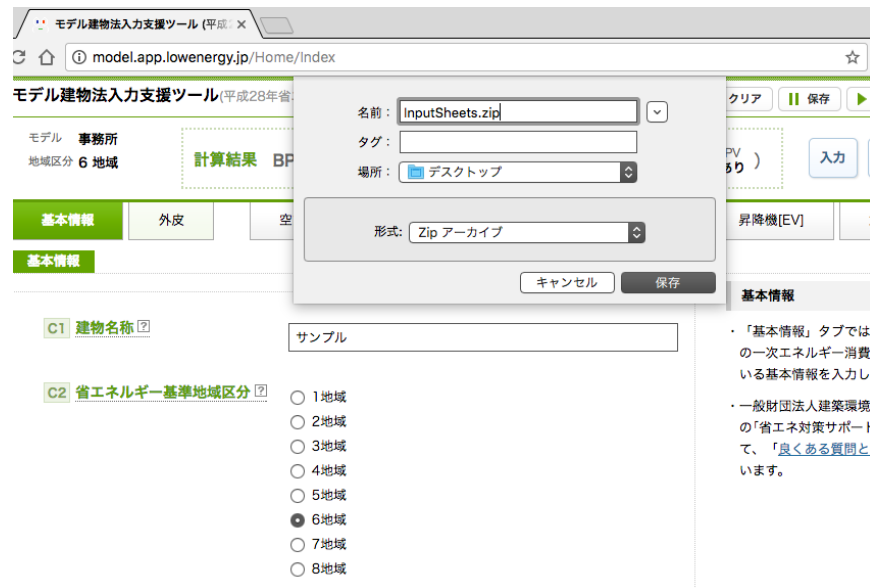 モデル建物法入力支援ツール (平成
model.app.lowenergy.jp/Home/Index
モデル建物法入力支援ツール(平成28年省
クリア 保存
名前： InputSheets.zip
タグ：
場所： デスクトップ
形式: Zip アーカイブ
キャンセル 保存
モデル 事務所
地域区分 6 地域
計算結果 BP
PV
あり )
入力
基本情報 外皮 空 昇降機[EV]
基本情報
C1 建物名称 ?
サンプル
C2 省エネルギー基準地域区分 ?
1地域
2地域
3地域
4地域
5地域
6地域
7地域
8地域
基本情報
・「基本情報」タブでは
の一次エネルギー消費
いる基本情報を入力し
・一般財団法人建築環境
の「省エネ対策サポート
て、「良くある質問と
います。